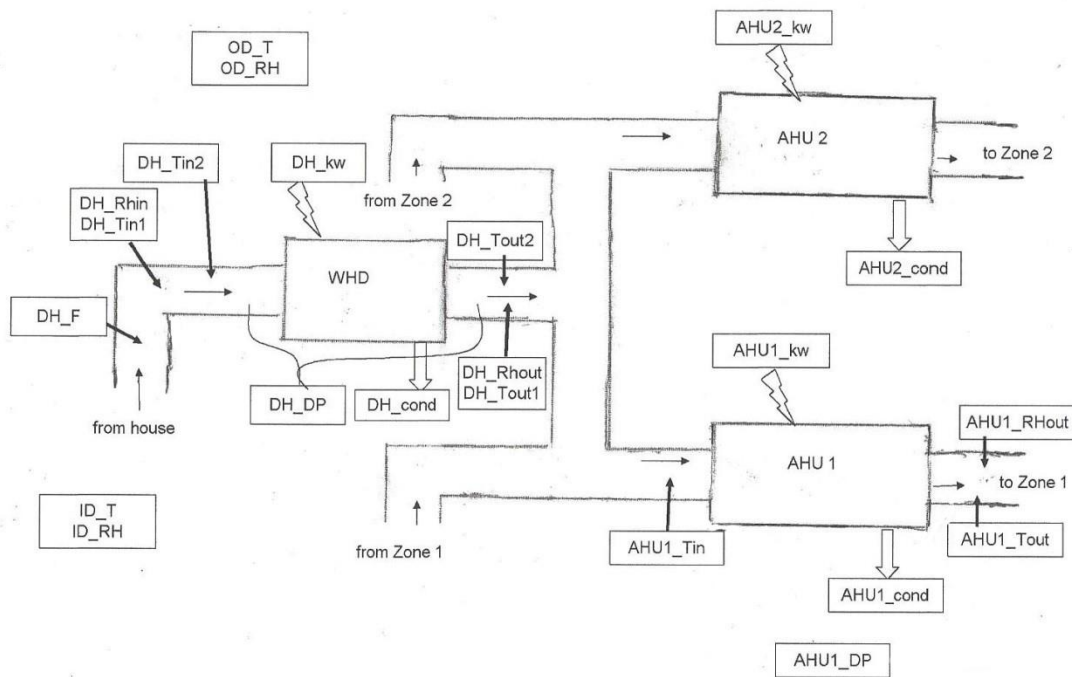 OD_T
OD_RH
AHU2_kw
AHU 2
to Zone 2
DH_Tin2
DH_kw
from Zone 2
DH_Rhin
DH_Tin1
DH_Tout2
WHD
AHU2_cond
DH_F
AHU1_kw
DH_DP
DH_cond
DH_Rhout
DH_Tout1
from house
AHU1_RHout
AHU 1
to Zone 1
ID_T
ID_RH
from Zone 1
AHU1_Tin
AHU1_Tout
AHU1_cond
AHU1_DP